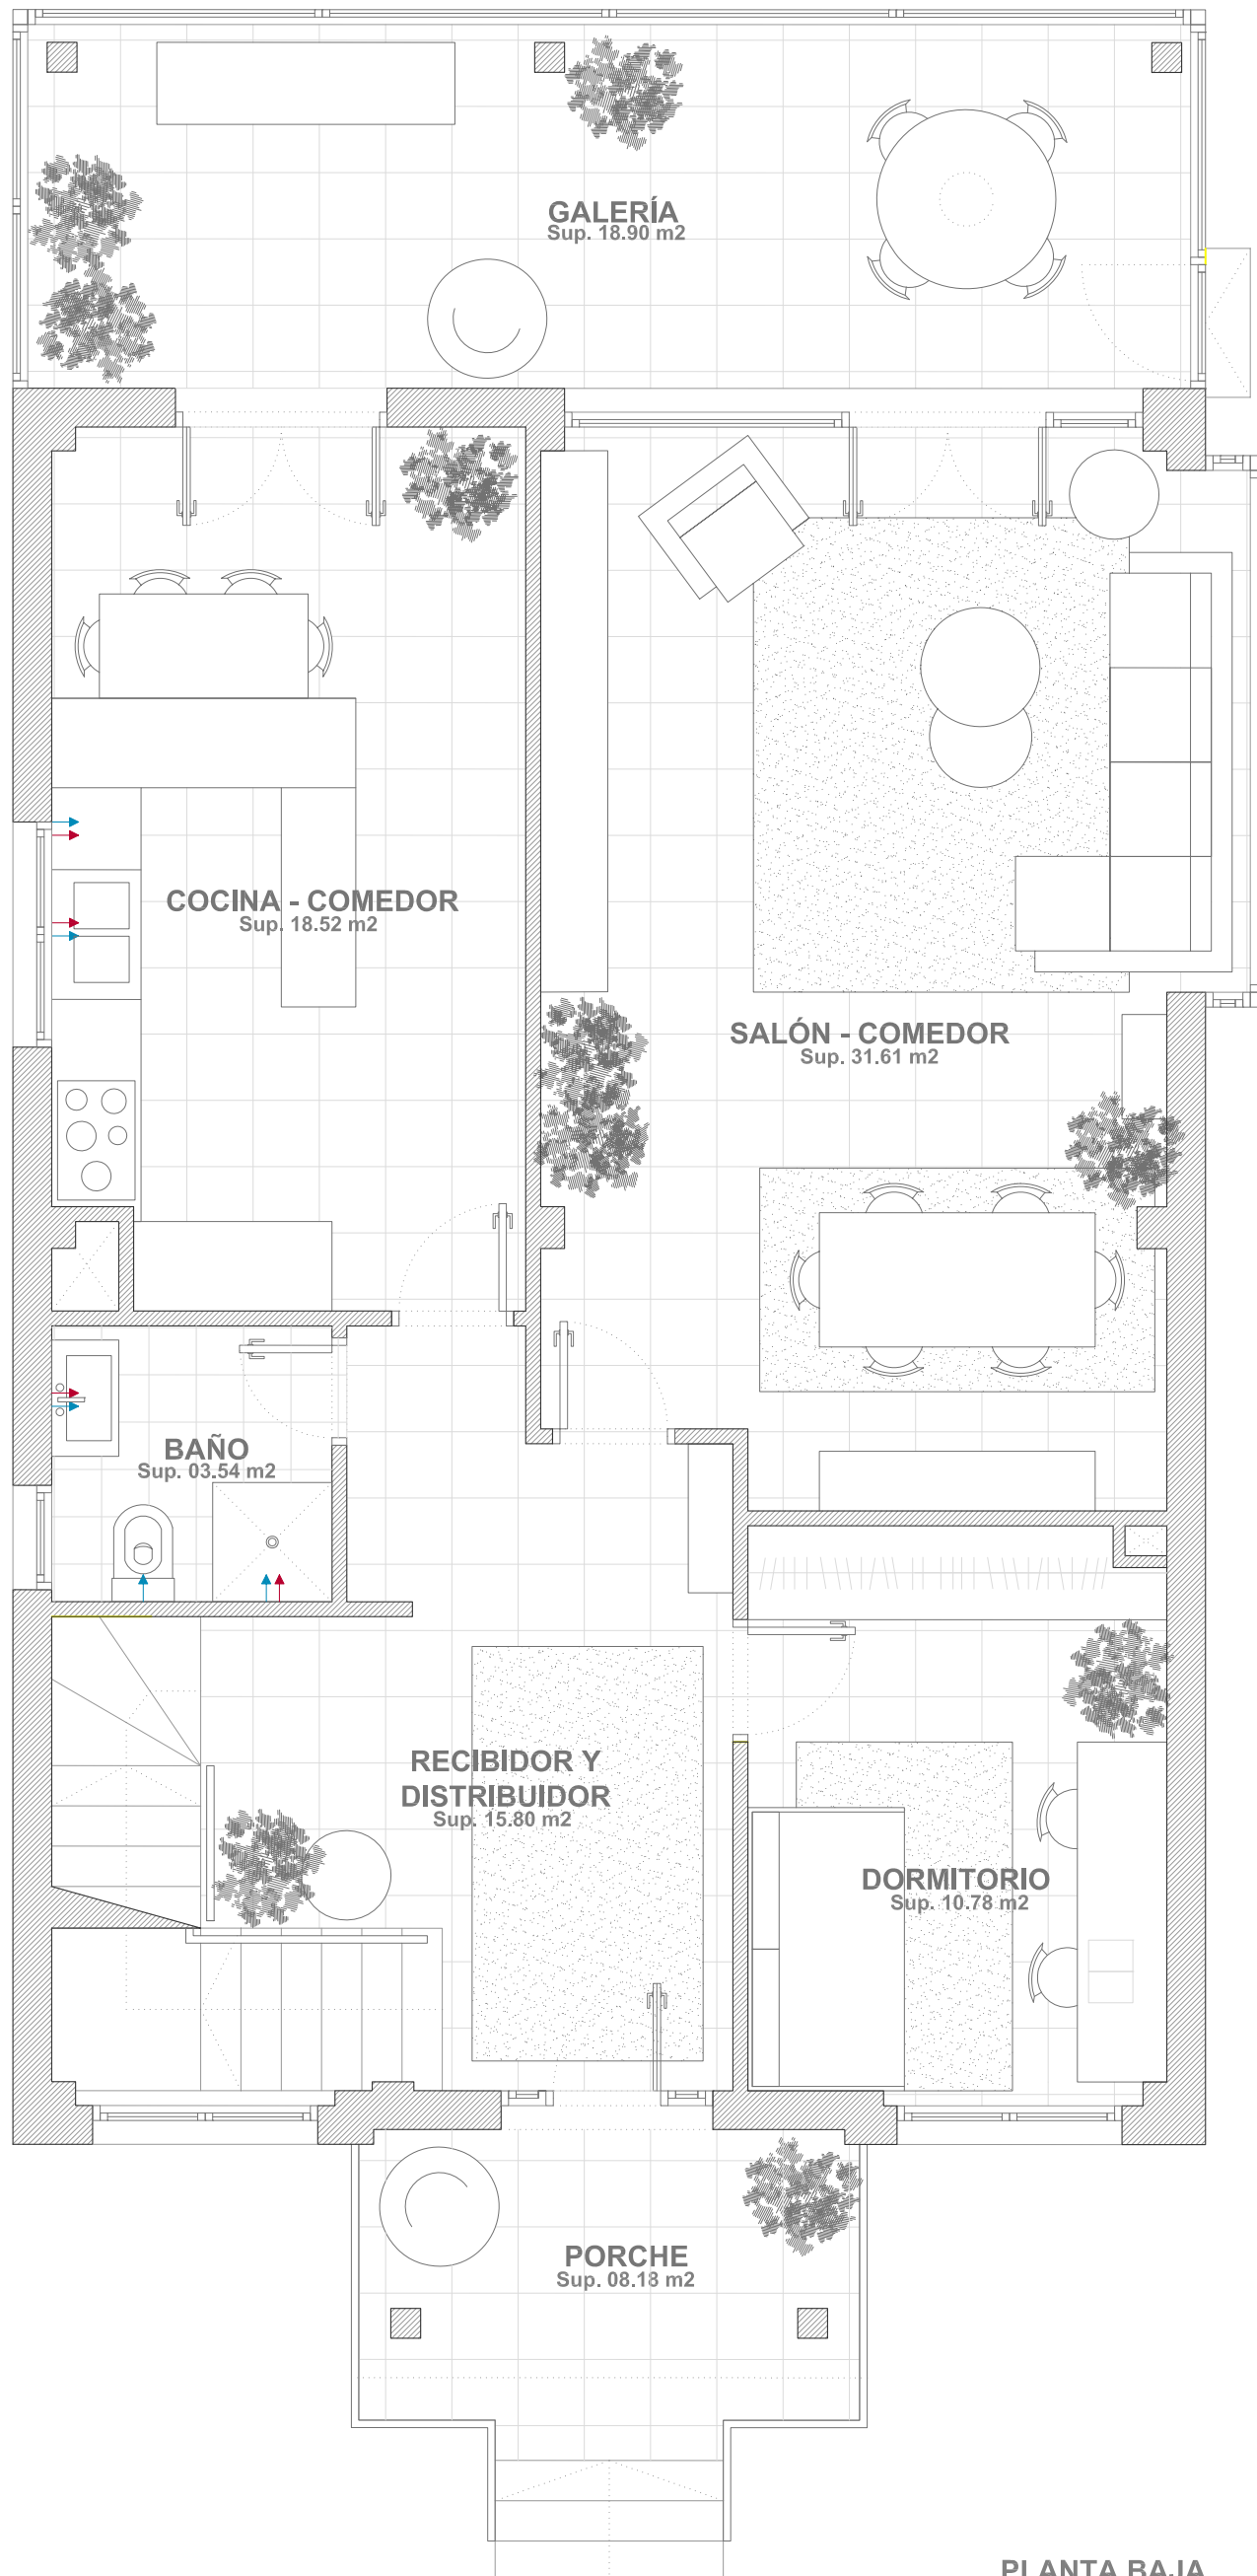 GALERÍA
Sup. 18.90 m2
COCINA - COMEDOR
Sup. 18.52 m2
SALÓN - COMEDOR
Sup. 31.61 m2
BAÑO
Sup. 03.54 m2
RECIBIDOR Y
DISTRIBUIDOR
Sup. 15.80 m2
DORMITORIO
Sup. 10.78 m2
PORCHE
Sup. 08.18 m2
PLANTA BAJA